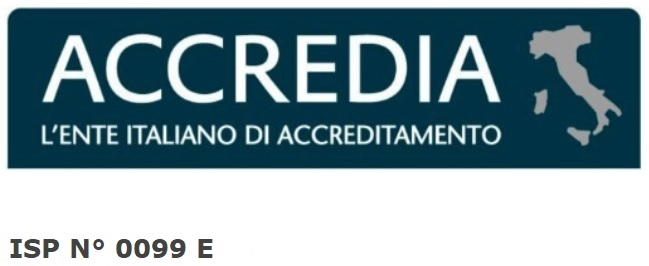 ACCREDIA
L'ENTE ITALIANO DI ACCREDITAMENTO
ISP N° 0099 E